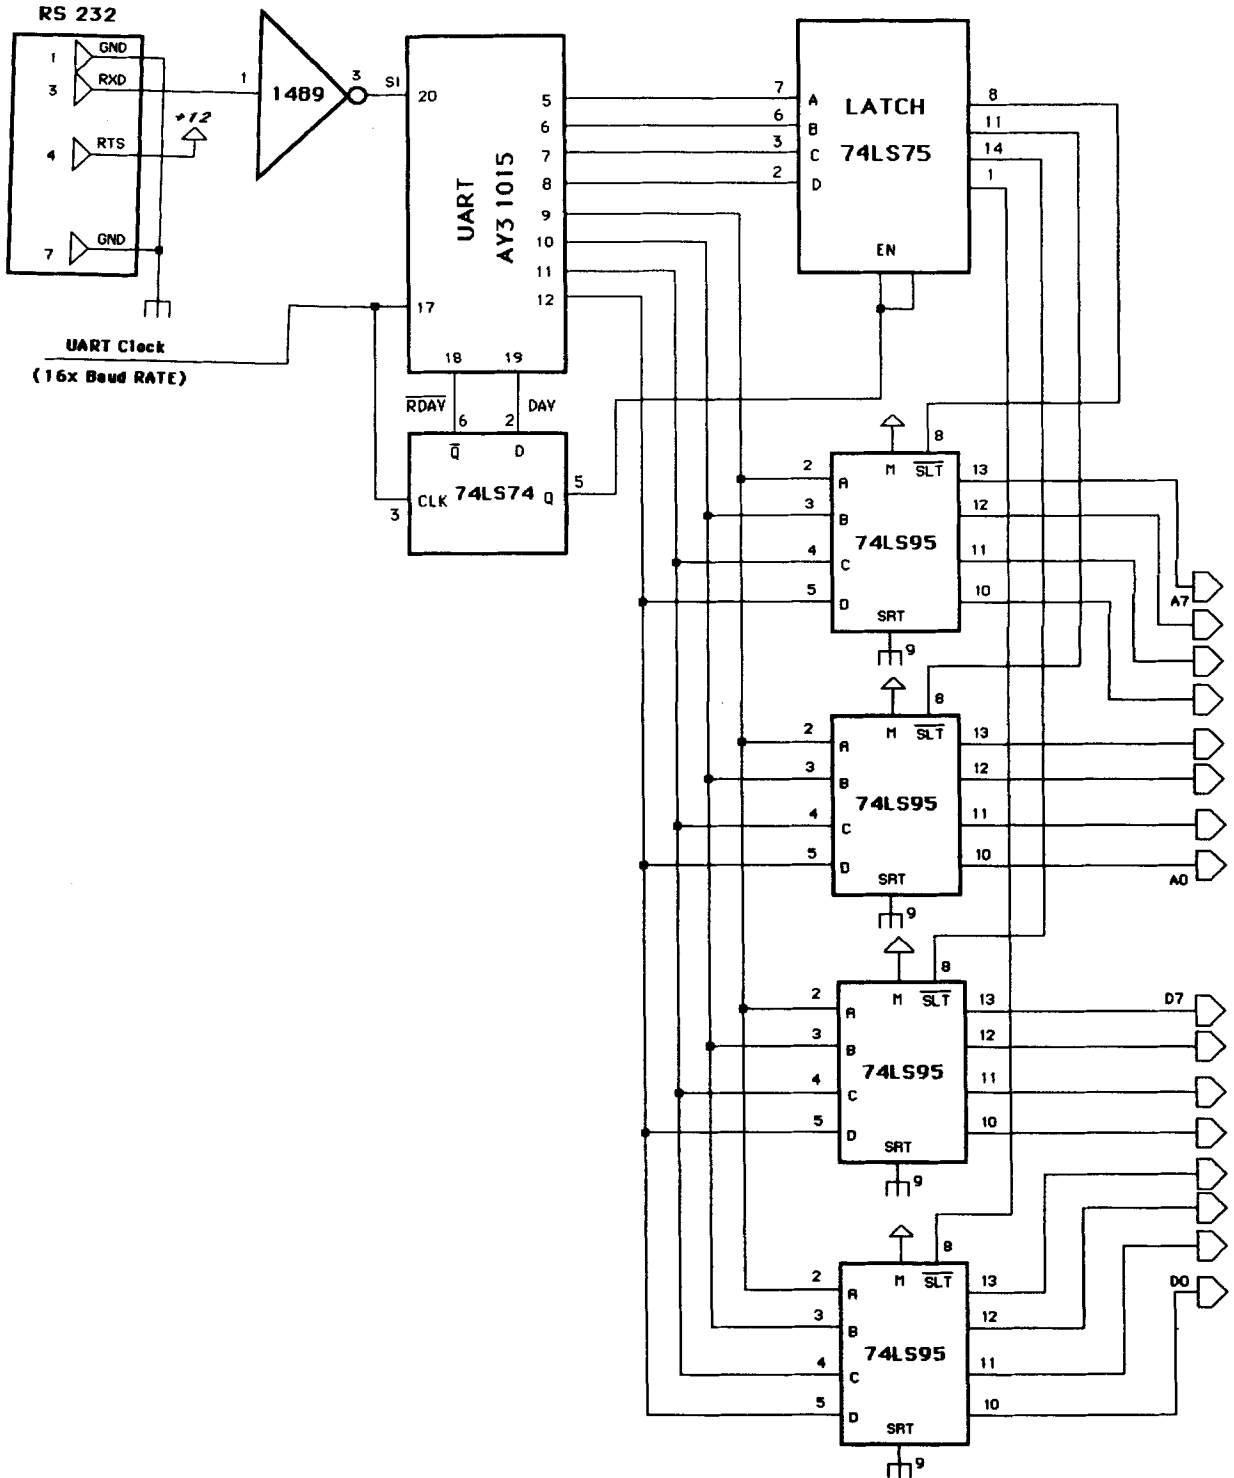 RS 232
1 GND
3 RXD
4 RTS
+12
7 GND
1 1489 3 SI
UART Clock
(16x Baud RATE)
20
17
UART
AY3 1015
5
6
7
8
9
10
11
12
18 19
RDAV DAV
6 2
Q D
CLK 74LS74 Q
3
5
7 A
6 B
3 C
2 D
LATCH
74LS75
EN
8
11
14
1
8
M SLT
2 A 13
3 B 12
74LS95
4 C 11
5 D 10
SRT
9
A7
8
M SLT
2 A 13
3 B 12
74LS95
4 C 11
5 D 10
SRT
9
A0
8
M SLT
2 A 13 D7
3 B 12
74LS95
4 C 11
5 D 10
SRT
9
8
M SLT
2 A 13 D0
3 B 12
74LS95
4 C 11
5 D 10
SRT
9